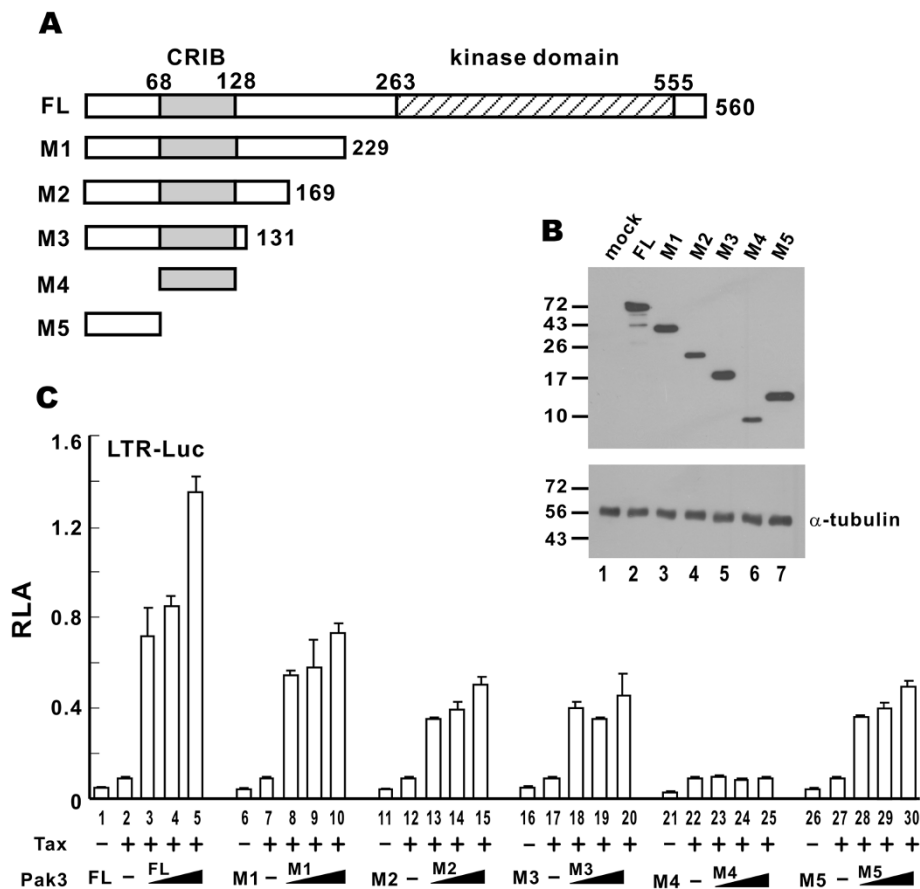 A
CRIB kinase domain
68 128 263 555
FL 560
M1 229
M2 169
M3 131
M4
M5
B
mock FL M1 M2 M3 M4 M5
72
43
26
17
10
72
56 α-tubulin
43
1 2 3 4 5 6 7
C
LTR-Luc
RLA
1.6
1.2
0.8
0.4
0
1 2 3 4 5 6 7 8 9 10 11 12 13 14 15 16 17 18 19 20 21 22 23 24 25 26 27 28 29 30
Tax − + + + + − + + + + − + + + + − + + + + − + + + + − + + + +
Pak3 FL − FL M1 − M1 M2 − M2 M3 − M3 M4 − M4 M5 − M5